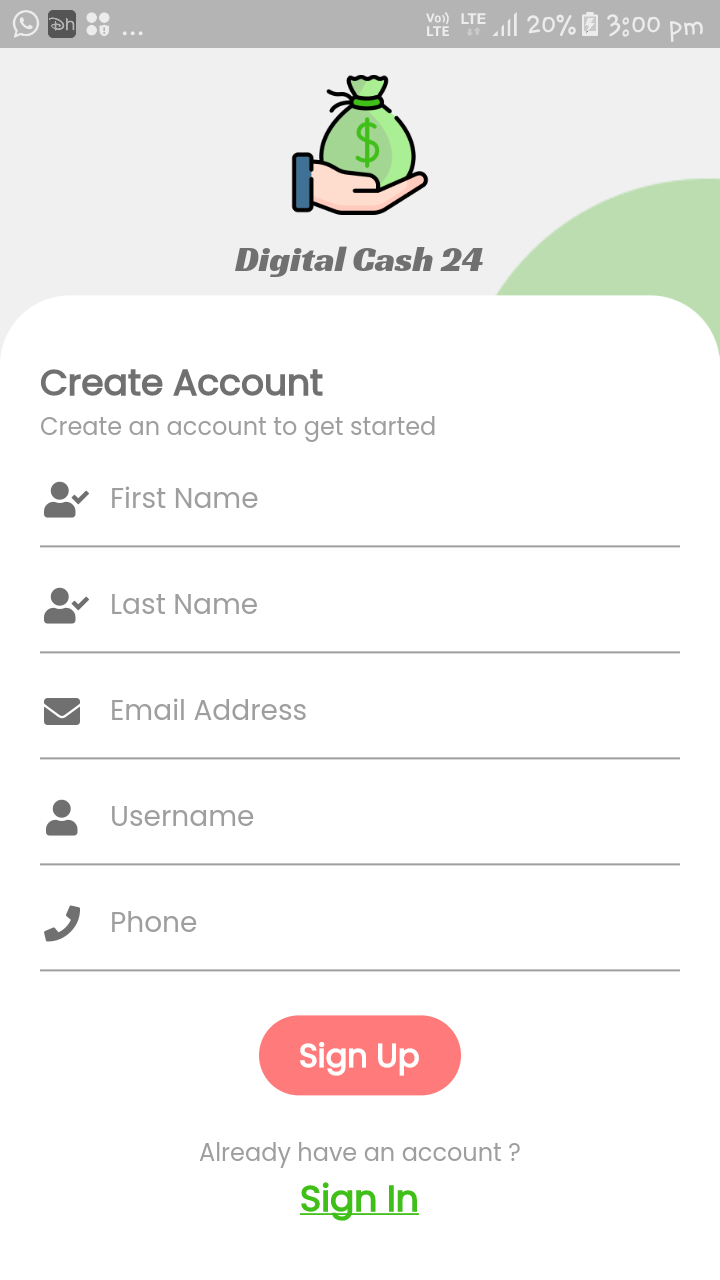 Vo))
LTE
LTE
20%
3:00 pm
Dh
...
$
Digital Cash 24
Create Account
Create an account to get started
First Name
Last Name
Email Address
Username
Phone
Sign Up
Already have an account ?
Sign In